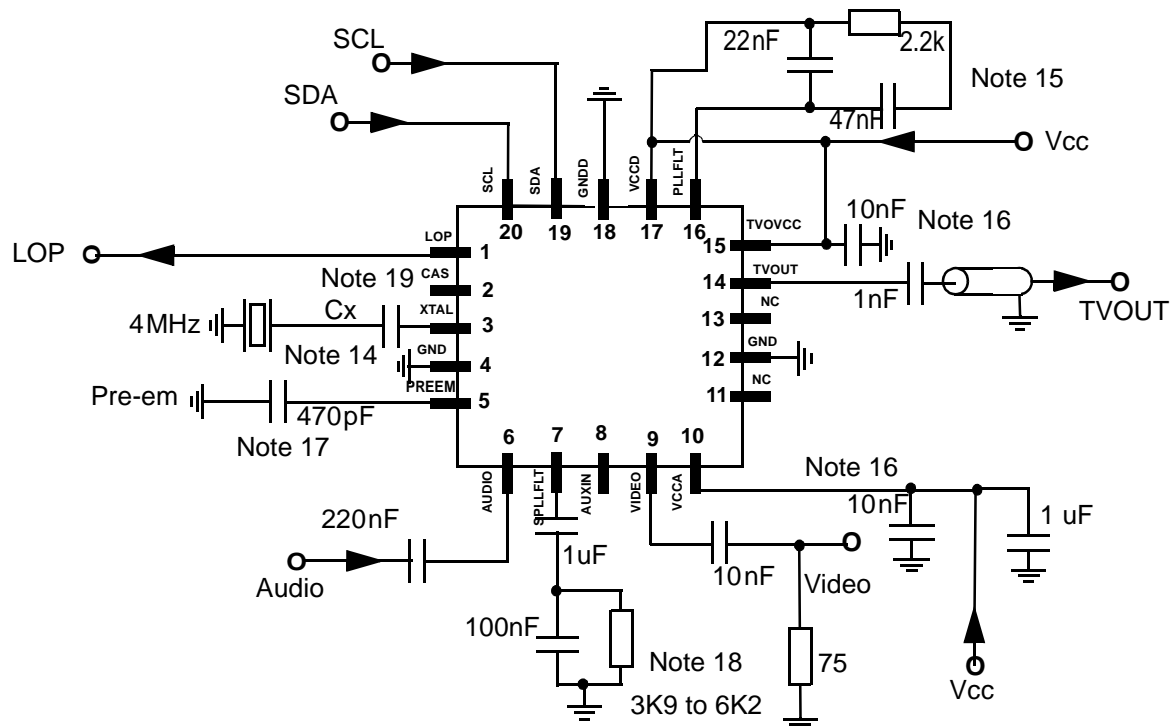 SCL
22nF
2.2k
Note 15
SDA
47nF
Vcc
SCL
SDA
GNDD
VCCD
PLLFLT
20
19
18
17
16
LOP
LOP
1
15
TVOVCC
10nF
Note 16
Note 19
CAS
2
14
TVOUT
1nF
TVOUT
4MHz
Cx
XTAL
3
13
NC
Note 14
GND
4
12
GND
Pre-em
PREEM
5
11
NC
470pF
Note 17
6
7
8
9
10
AUDIO
SPLLFLT
AUXIN
VIDEO
VCCA
Note 16
10nF
1 uF
220nF
Audio
1uF
10nF
Video
100nF
Note 18
3K9 to 6K2
75
Vcc